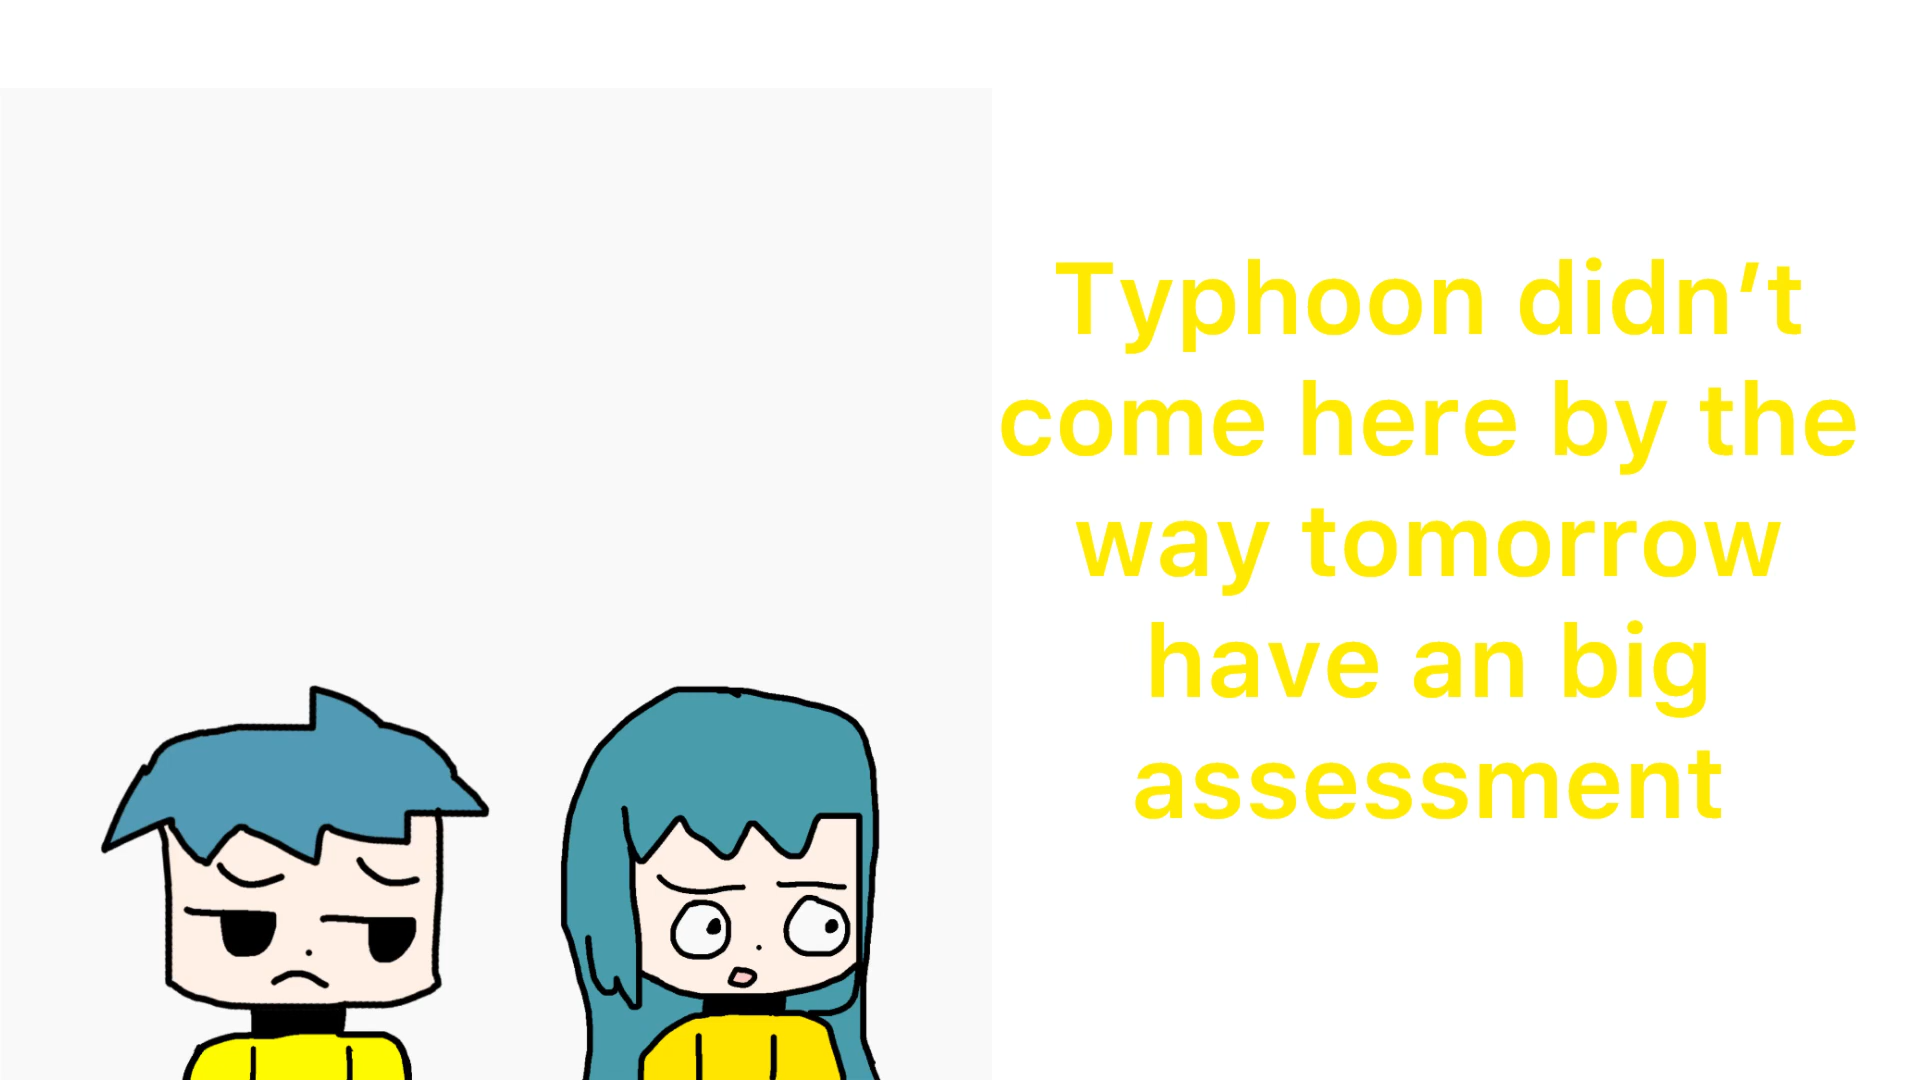 Typhoon didn’t
come here by the
way tomorrow
have an big
assessment